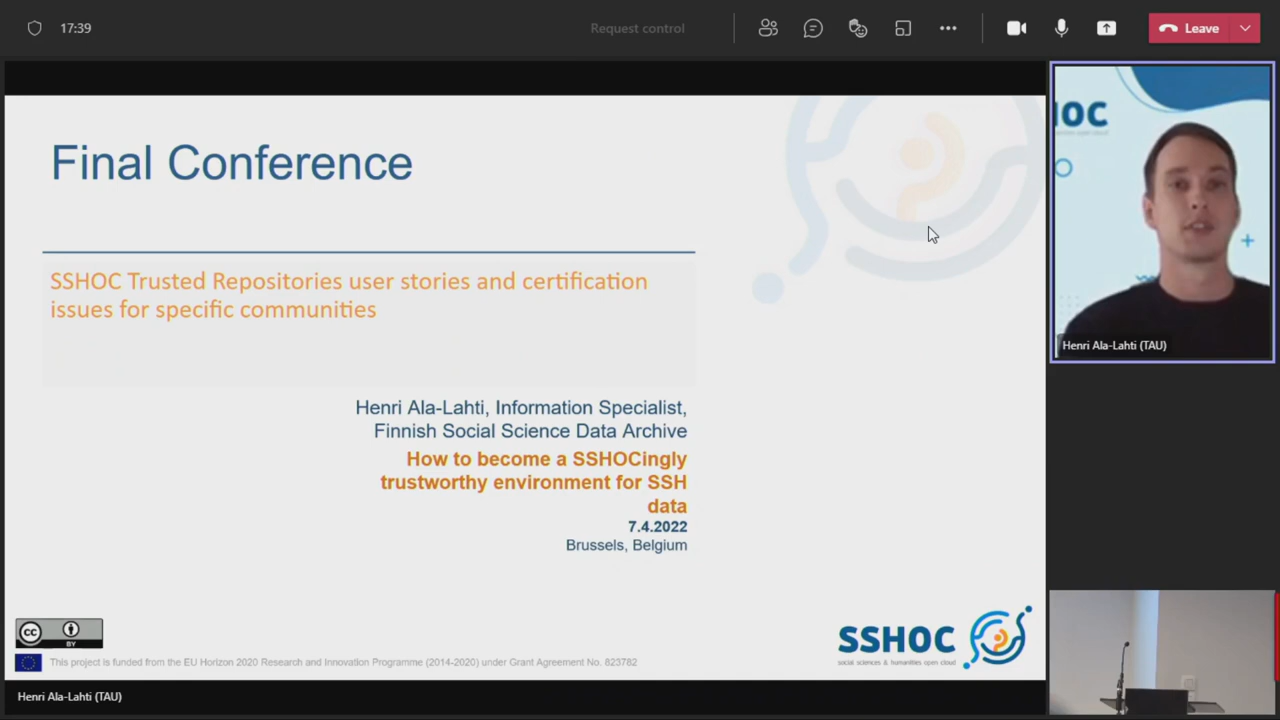 17:39
Request control
Leave
Final Conference
SSHOC Trusted Repositories user stories and certification
issues for specific communities
Henri Ala-Lahti, Information Specialist,
Finnish Social Science Data Archive
How to become a SSHOCingly
trustworthy environment for SSH
data
7.4.2022
Brussels, Belgium
CC BY
This project is funded from the EU Horizon 2020 Research and Innovation Programme (2014-2020) under Grant Agreement No. 823782
SSHOC
social sciences & humanities open cloud
Henri Ala-Lahti (TAU)
HOC
Henri Ala-Lahti (TAU)